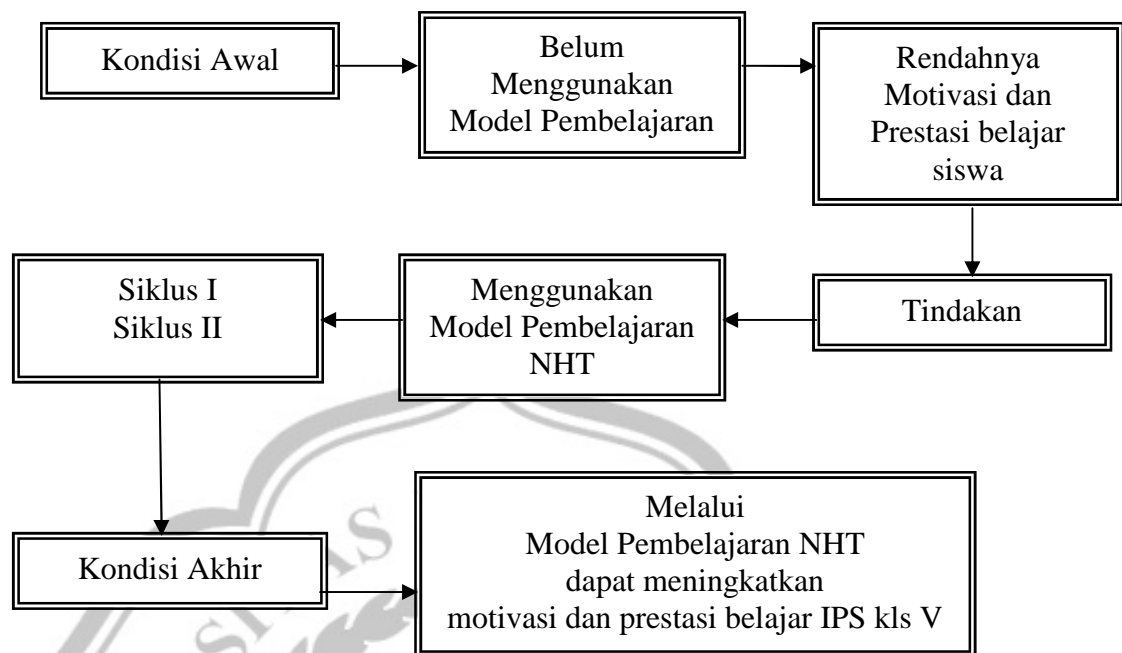 Kondisi Awal
Belum
Menggunakan
Model Pembelajaran
Rendahnya
Motivasi dan
Prestasi belajar
siswa
Tindakan
Menggunakan
Model Pembelajaran
NHT
Siklus I
Siklus II
Kondisi Akhir
Melalui
Model Pembelajaran NHT
dapat meningkatkan
motivasi dan prestasi belajar IPS kls V